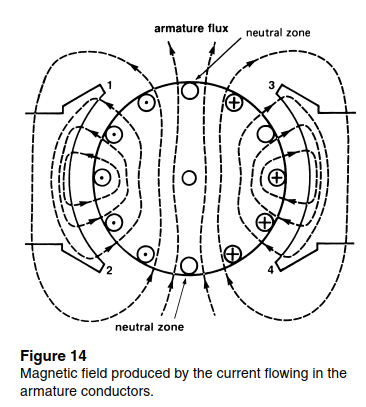 armature flux
neutral zone
1
3
2
4
neutral zone
Figure 14
Magnetic field produced by the current flowing in the
armature conductors.